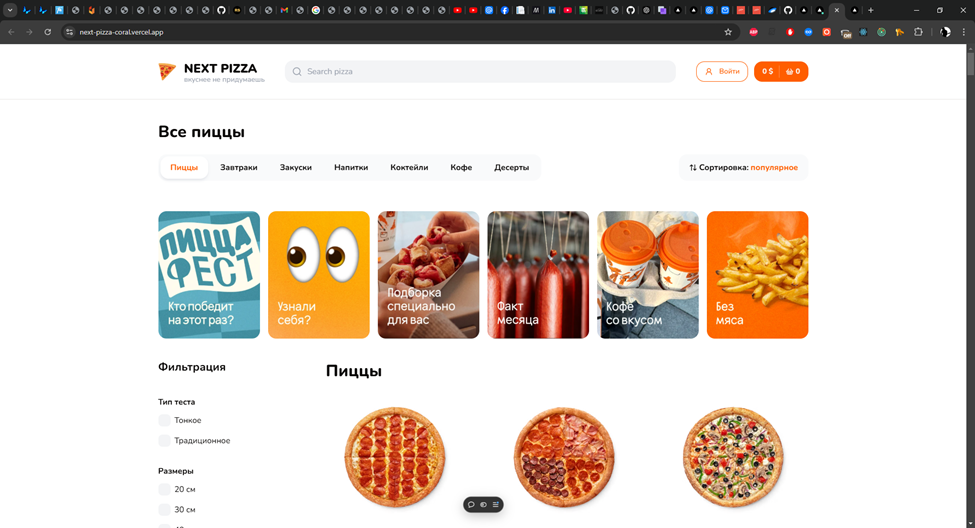 next-pizza-coral.vercel.app
NEXT PIZZA
вкуснее не придумаешь
Search pizza
Войти
0 $
0
Все пиццы
Пиццы
Завтраки
Закуски
Напитки
Коктейли
Кофе
Десерты
Сортировка: популярное
ПИЦЦА
ФЕСТ
Кто победит
на этот раз?
Узнали
себя?
Подборка
специально
для вас
Факт
месяца
Кофе
со вкусом
Без
мяса
Фильтрация
Пиццы
Тип теста
Тонкое
Традиционное
Размеры
20 см
30 см